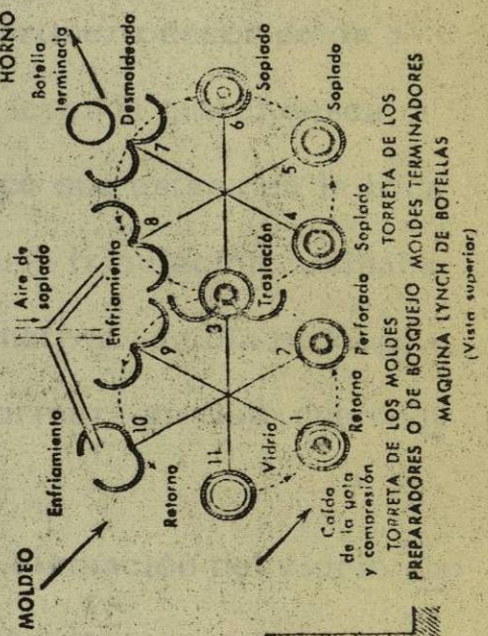 HORNO
Botella
terminada
Desmoldeado
Aire de
soplado
Enfriamiento
Enfriamiento
MOLDEO
Retorno
10
9
8
7
11
3
6
Traslación
Soplado
Vidrio
1
2
4
5
Caída
de la gota
y compresión
Retorno
Perforado
Soplado
Soplado
TORRETA DE LOS MOLDES
PREPARADORES O DE BOSQUEJO
TORRETA DE LOS
MOLDES TERMINADORES
MAQUINA LYNCH DE BOTELLAS
(Vista superior)